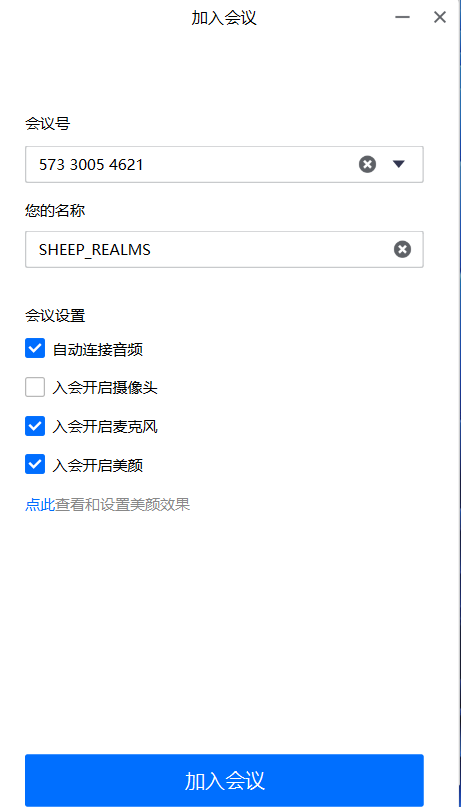 加入会议
会议号
573 3005 4621
您的名称
SHEEP_REALMS
会议设置
自动连接音频
入会开启摄像头
入会开启麦克风
入会开启美颜
点此查看和设置美颜效果
加入会议